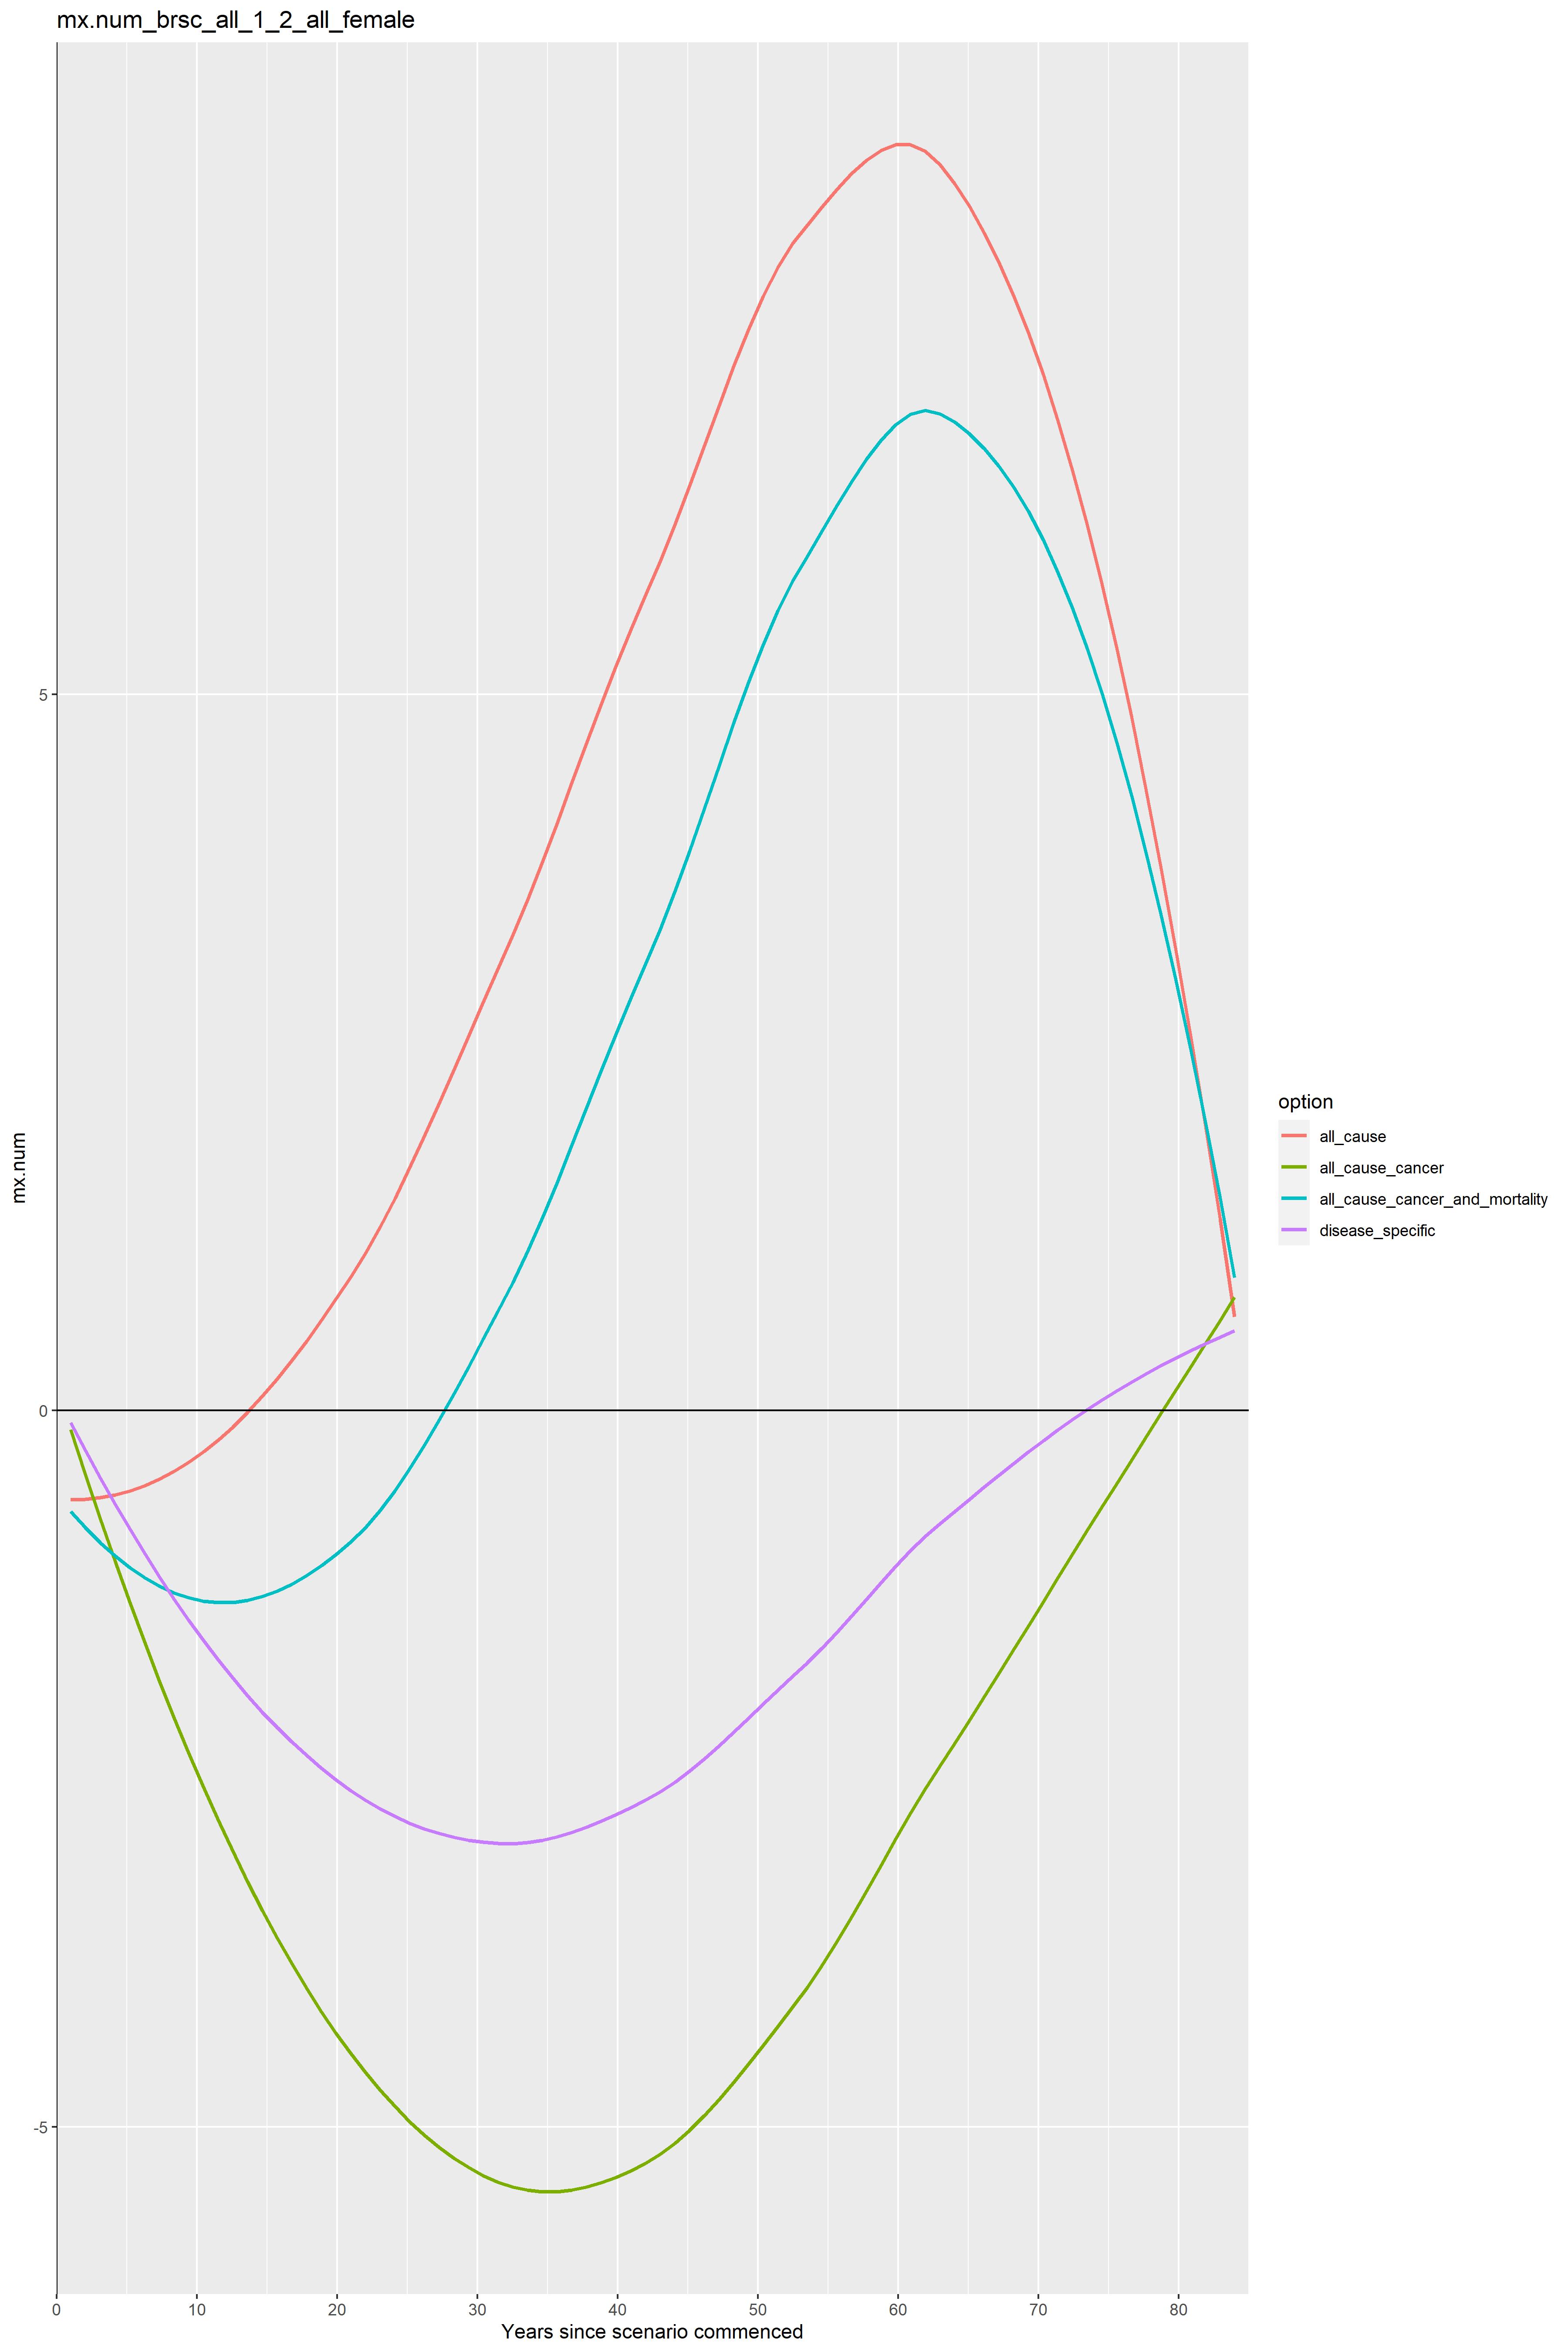 mx.num_brsc_all_1_2_all_female
mx.num
5
0
-5
0 10 20 30 40 50 60 70 80
Years since scenario commenced
option
all_cause
all_cause_cancer
all_cause_cancer_and_mortality
disease_specific